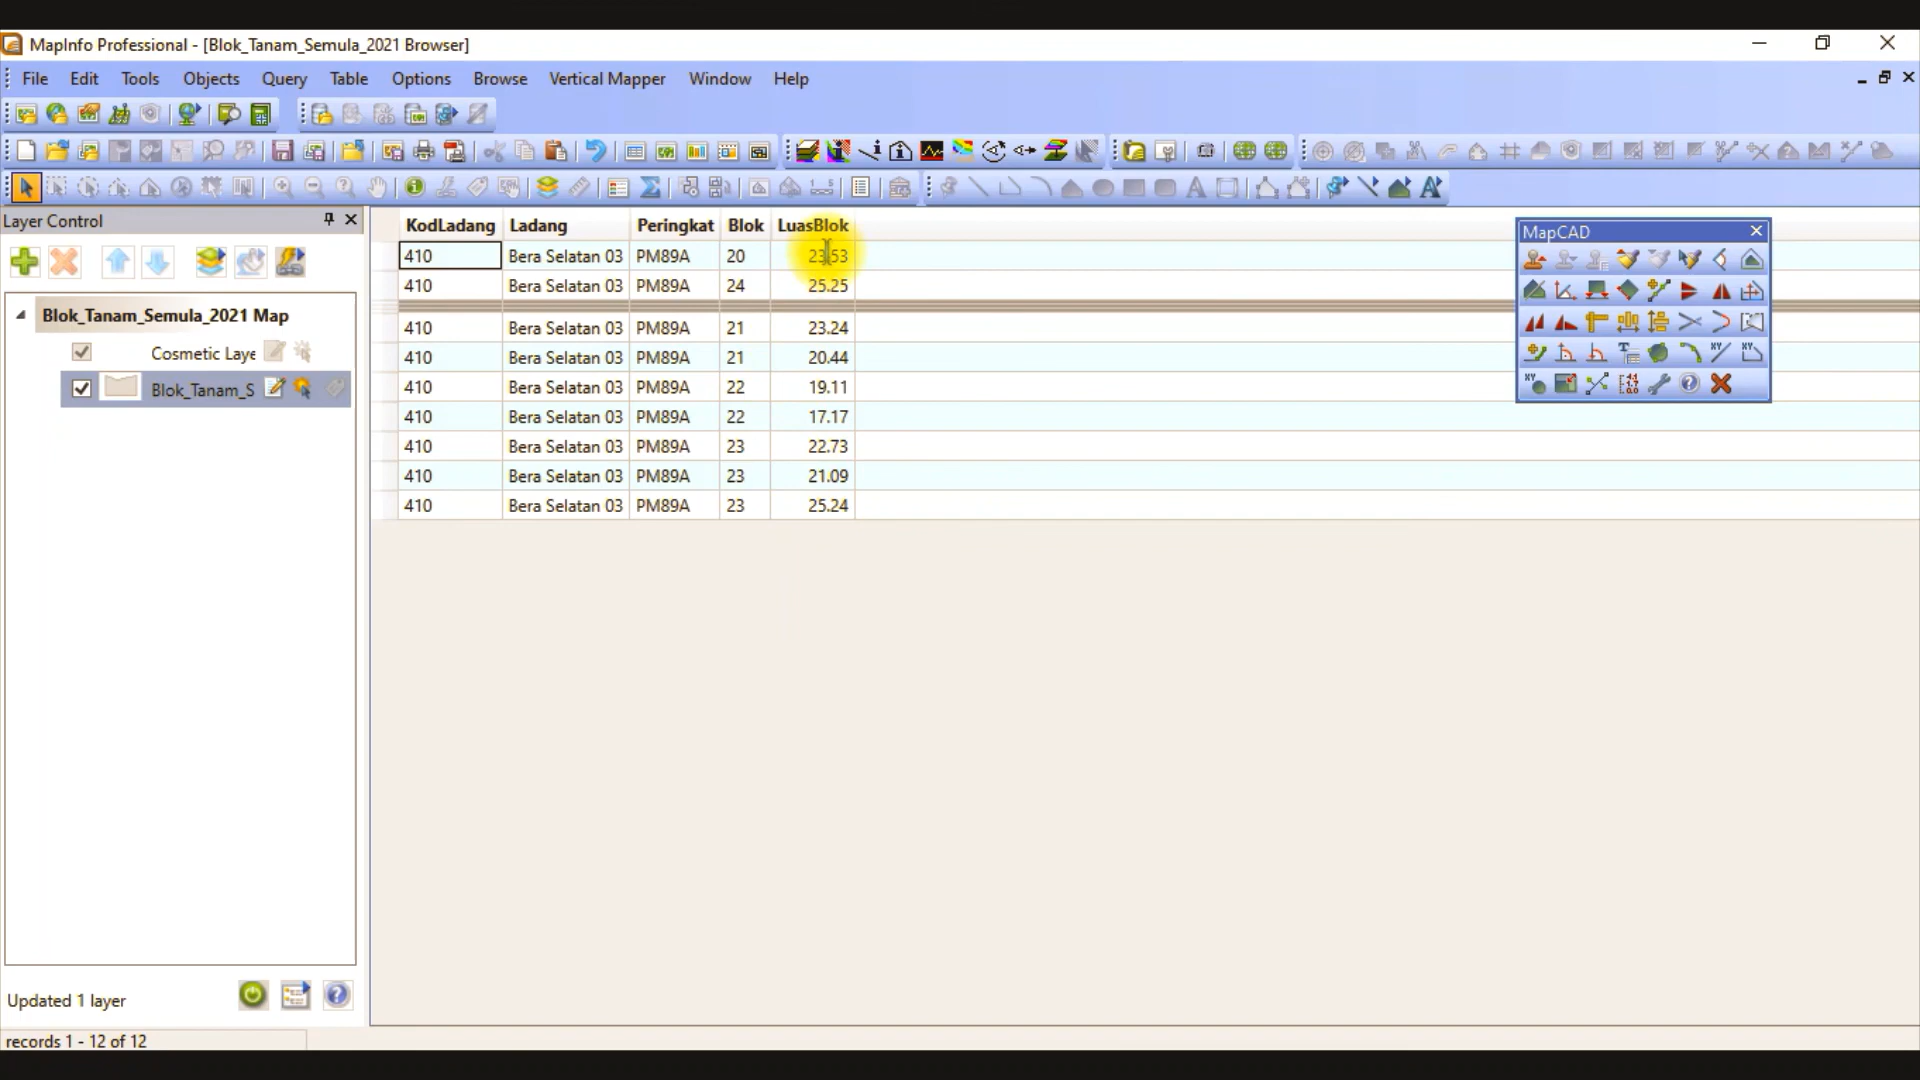 MapInfo Professional - [Blok_Tanam_Semula_2021 Browser]
File Edit Tools Objects Query Table Options Browse Vertical Mapper Window Help
Layer Control
Blok_Tanam_Semula_2021 Map
Cosmetic Laye
Blok_Tanam_S
Updated 1 layer
records 1 - 12 of 12
KodLadang Ladang Peringkat Blok LuasBlok
410 Bera Selatan 03 PM89A 20 23.53
410 Bera Selatan 03 PM89A 24 25.25
410 Bera Selatan 03 PM89A 21 23.24
410 Bera Selatan 03 PM89A 21 20.44
410 Bera Selatan 03 PM89A 22 19.11
410 Bera Selatan 03 PM89A 22 17.17
410 Bera Selatan 03 PM89A 23 22.73
410 Bera Selatan 03 PM89A 23 21.09
410 Bera Selatan 03 PM89A 23 25.24
MapCAD